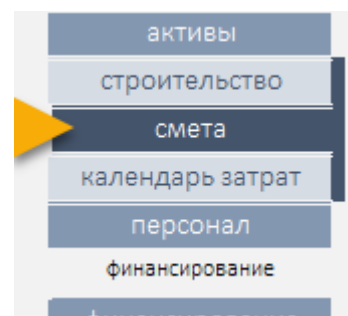 активы
строительство
смета
календарь затрат
персонал
финансирование